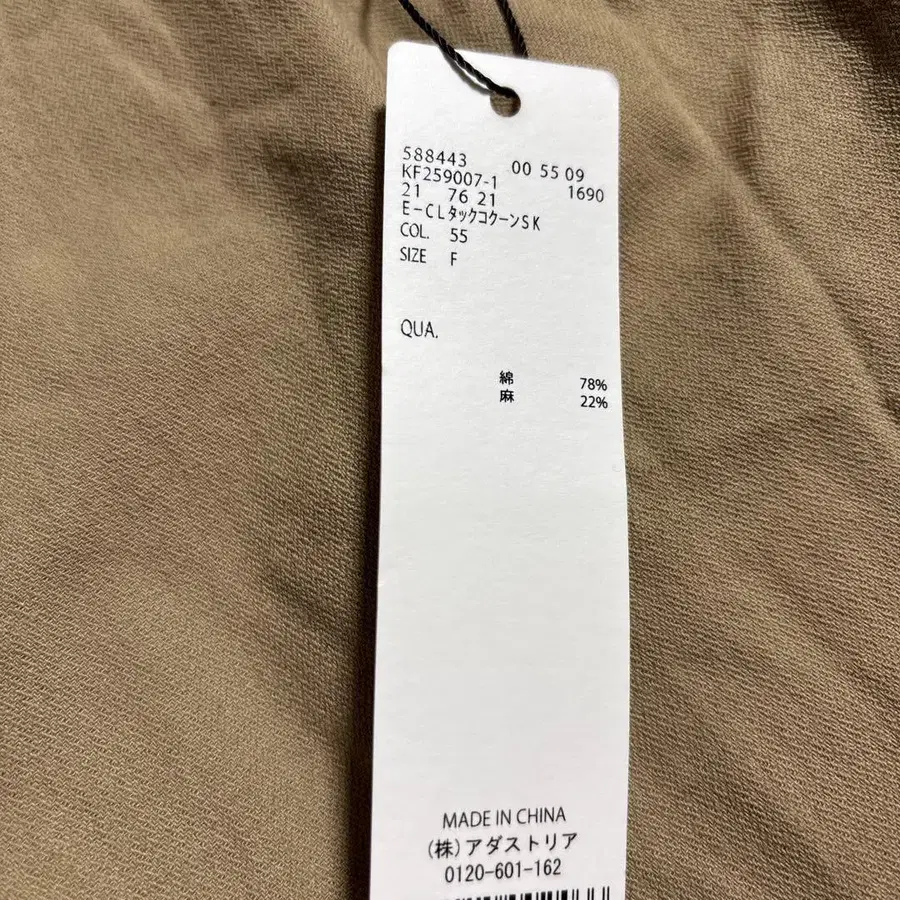 588443 00 55 09
KF259007-1 1690
21 76 21
E-CLタックコクーンSK
COL. 55
SIZE F
QUA.
綿 78%
麻 22%
MADE IN CHINA
(株)アダストリア
0120-601-162